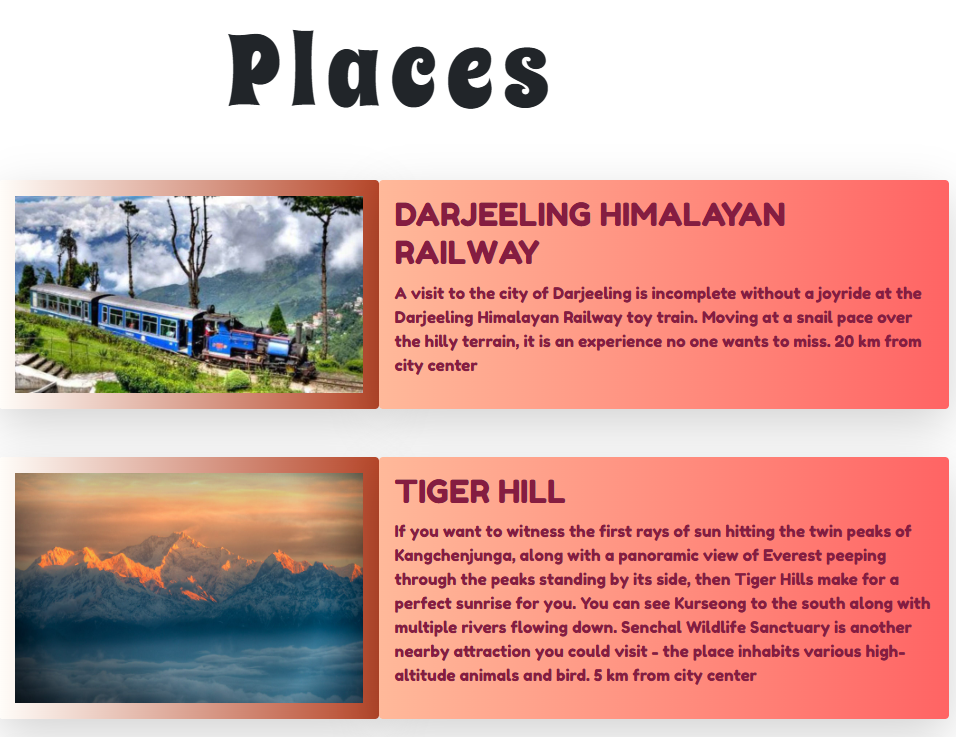 Places
DARJEELING HIMALAYAN
RAILWAY
A visit to the city of Darjeeling is incomplete without a joyride at the
Darjeeling Himalayan Railway toy train. Moving at a snail pace over
the hilly terrain, it is an experience no one wants to miss. 20 km from
city center
TIGER HILL
If you want to witness the first rays of sun hitting the twin peaks of
Kangchenjunga, along with a panoramic view of Everest peeping
through the peaks standing by its side, then Tiger Hills make for a
perfect sunrise for you. You can see Kurseong to the south along with
multiple rivers flowing down. Senchal Wildlife Sanctuary is another
nearby attraction you could visit - the place inhabits various high-
altitude animals and bird. 5 km from city center